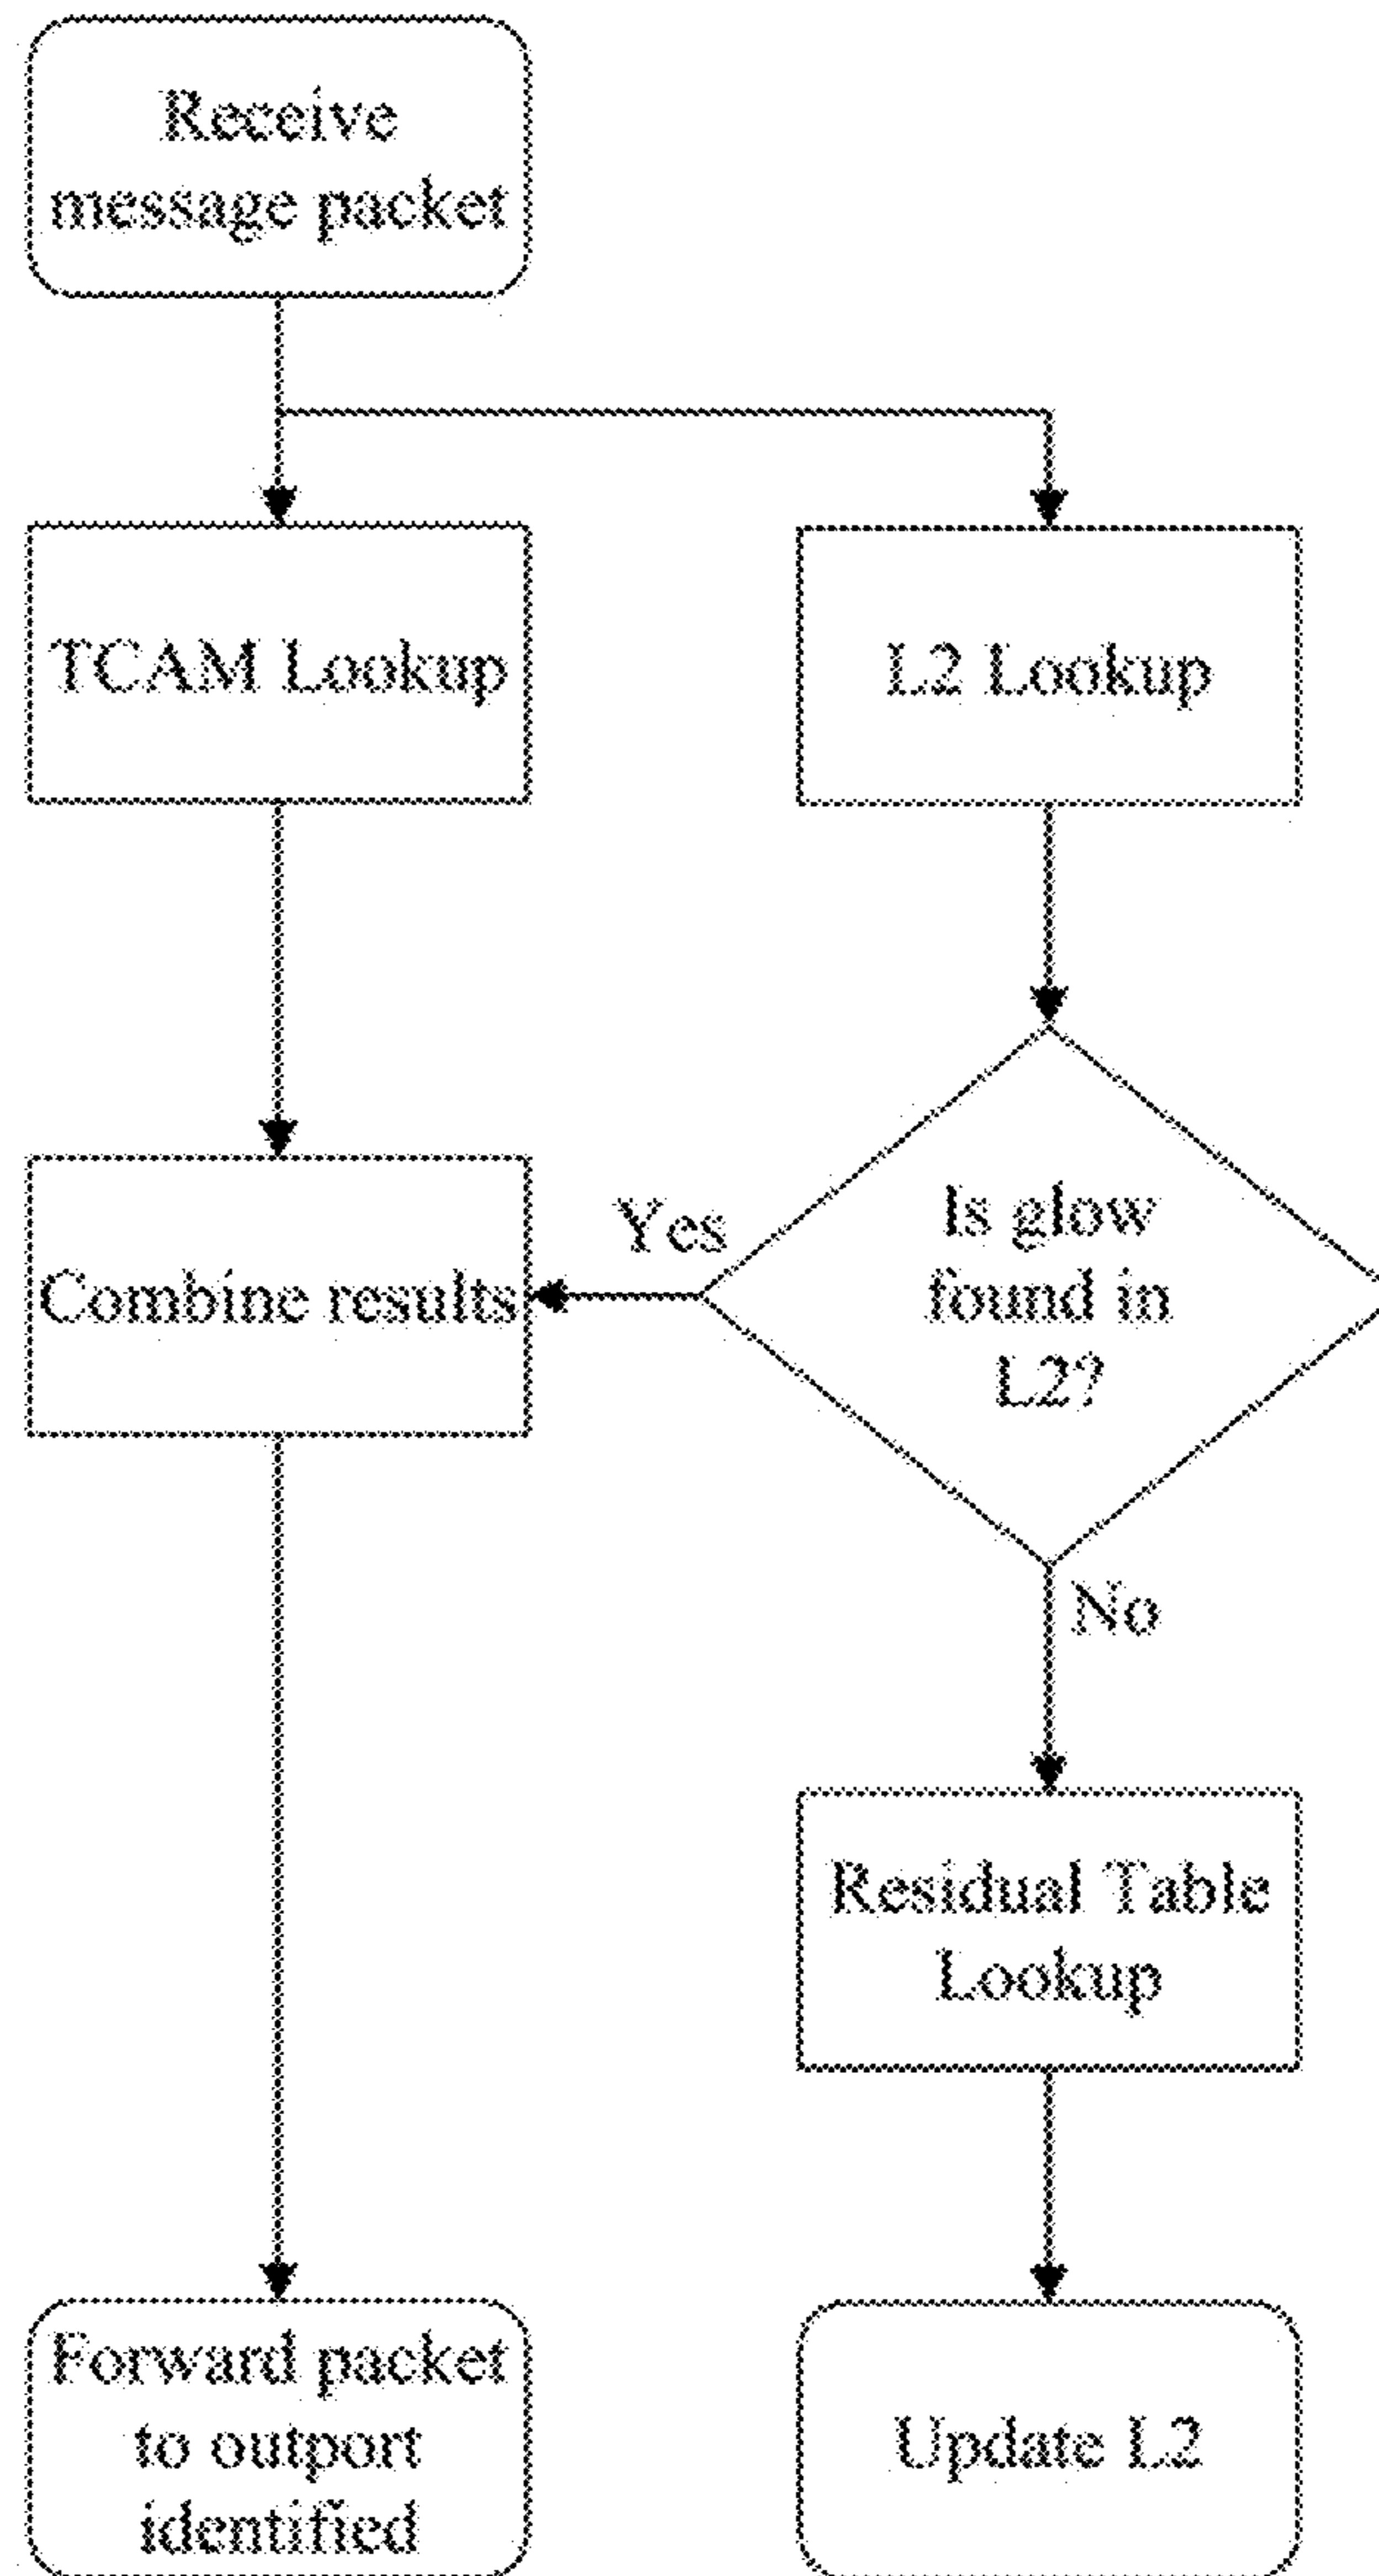 Receive
message packet
TCAM Lookup
L2 Lookup
Combine results
Yes
Is glow
found in
L2?
No
Residual Table
Lookup
Forward packet
to outport
identified
Update L2